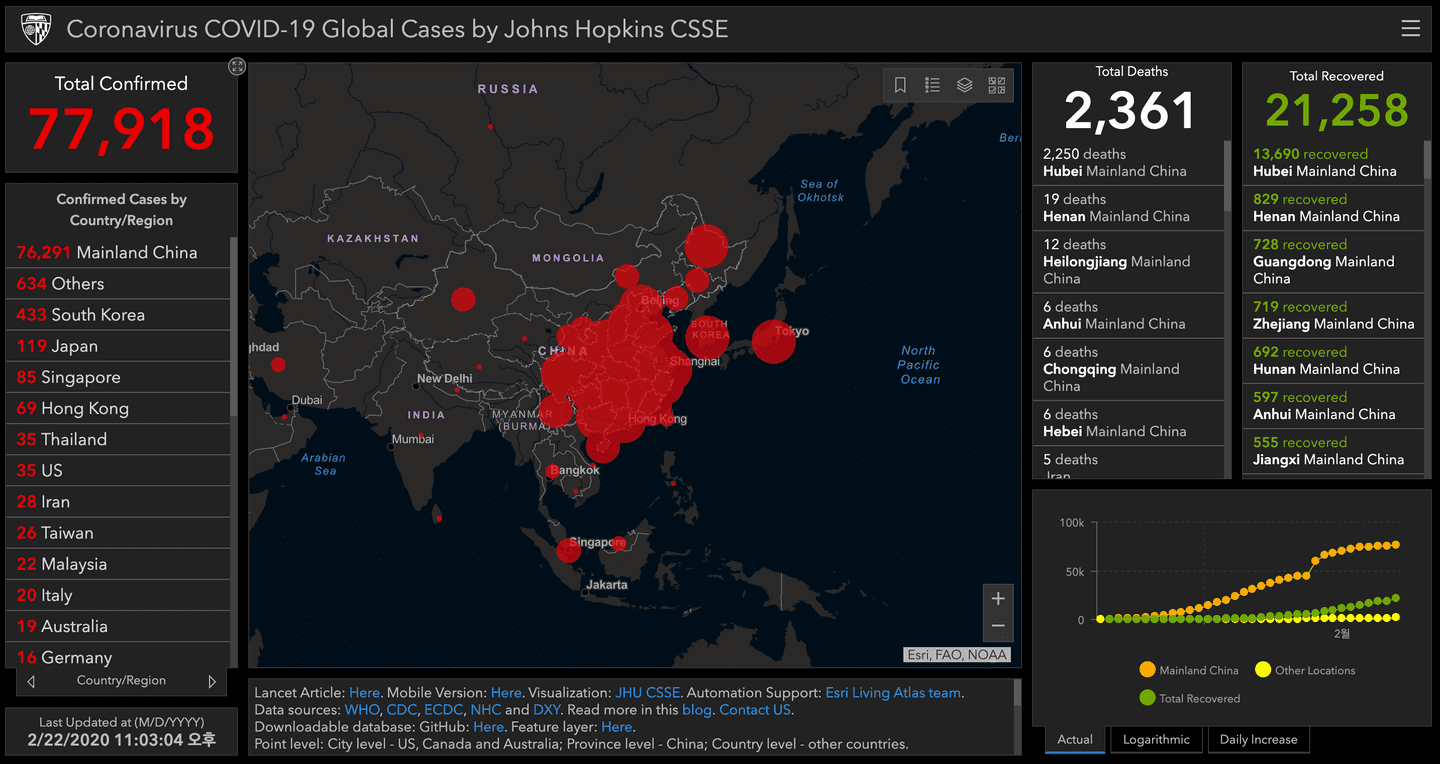 Coronavirus COVID-19 Global Cases by Johns Hopkins CSSE
Total Confirmed
77,918
Confirmed Cases by
Country/Region
76,291 Mainland China
634 Others
433 South Korea
119 Japan
85 Singapore
69 Hong Kong
35 Thailand
35 US
28 Iran
26 Taiwan
22 Malaysia
20 Italy
19 Australia
16 Germany
Country/Region
Last Updated at (M/D/YYYY)
2/22/2020 11:03:04 오후
RUSSIA
Beri
Sea of
Okhotsk
KAZAKHSTAN
MONGOLIA
Beijing
SOUTH
KOREA
Tokyo
ghdad
CHINA
Shanghai
North
Pacific
Ocean
New Delhi
Dubai
INDIA
MYANMAR
(BURMA)
Hong Kong
Mumbai
Arabian
Sea
Bangkok
Singapore
Jakarta
+
−
Esri, FAO, NOAA
Lancet Article: Here. Mobile Version: Here. Visualization: JHU CSSE. Automation Support: Esri Living Atlas team.
Data sources: WHO, CDC, ECDC, NHC and DXY. Read more in this blog. Contact US.
Downloadable database: GitHub: Here. Feature layer: Here.
Point level: City level - US, Canada and Australia; Province level - China; Country level - other countries.
Total Deaths
2,361
2,250 deaths
Hubei Mainland China
19 deaths
Henan Mainland China
12 deaths
Heilongjiang Mainland
China
6 deaths
Anhui Mainland China
6 deaths
Chongqing Mainland
China
6 deaths
Hebei Mainland China
5 deaths
Iran
Total Recovered
21,258
13,690 recovered
Hubei Mainland China
829 recovered
Henan Mainland China
728 recovered
Guangdong Mainland
China
719 recovered
Zhejiang Mainland China
692 recovered
Hunan Mainland China
597 recovered
Anhui Mainland China
555 recovered
Jiangxi Mainland China
100k
50k
0
2월
Mainland China
Other Locations
Total Recovered
Actual
Logarithmic
Daily Increase